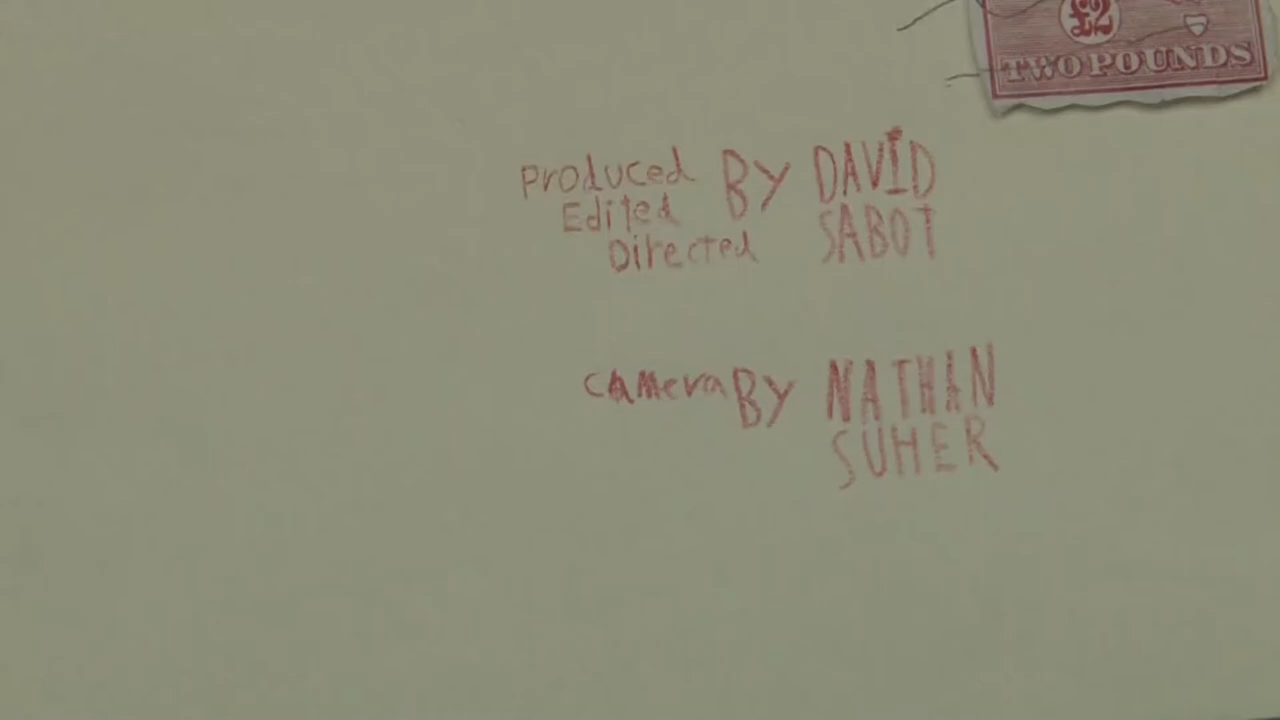 £2
TWO POUNDS
Produced BY DAVID
Edited SABOT
Directed
Camera BY NATHAN
SUHER